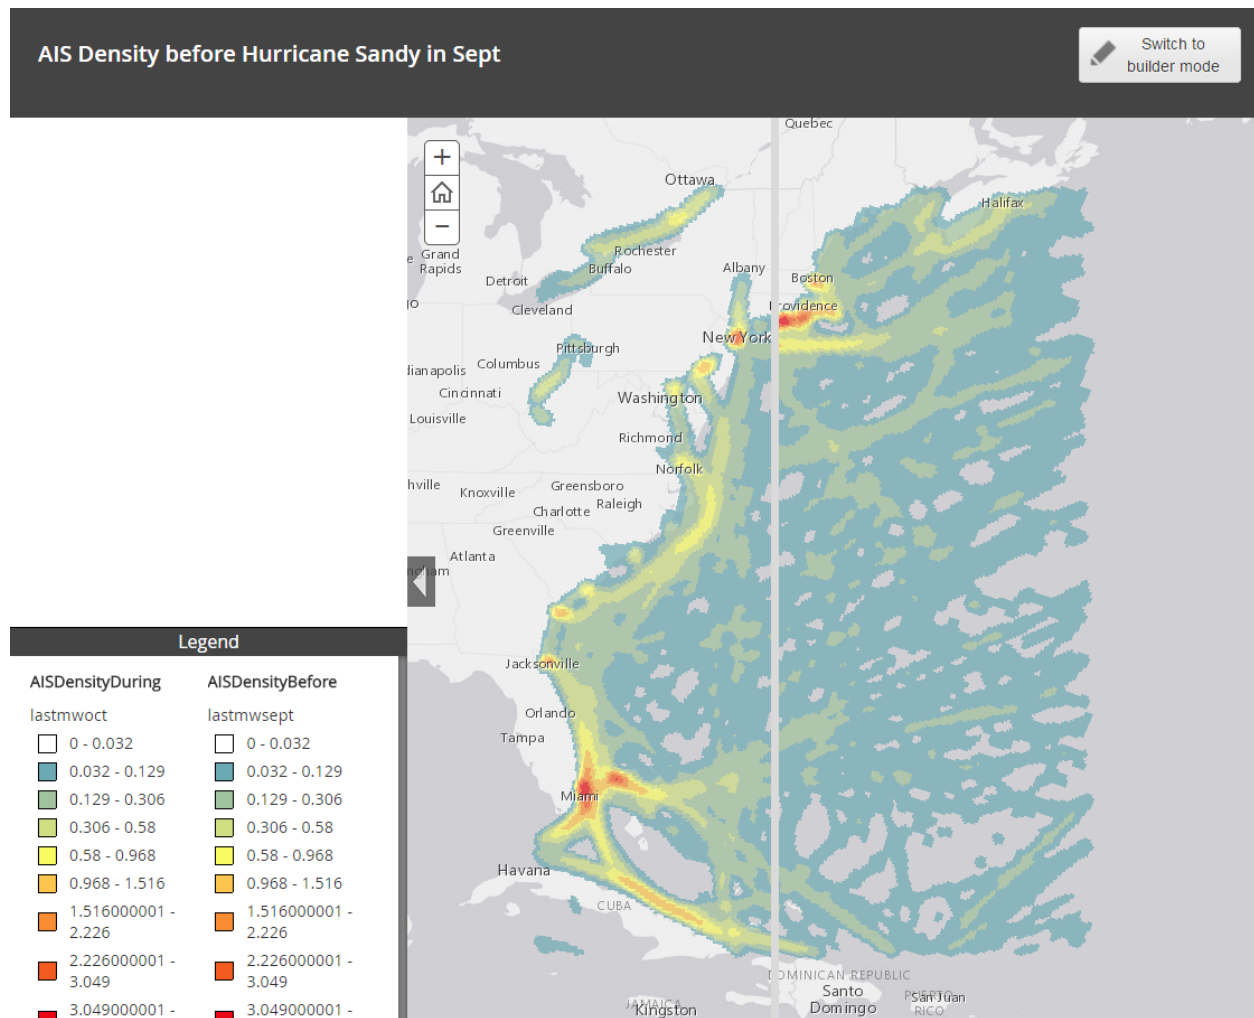 AIS Density before Hurricane Sandy in Sept
Switch to
builder mode
Quebec
+
Ottawa
Halifax
−
Grand
Rapids
Rochester
Buffalo
Albany
Boston
Detroit
Cleveland
New York
Pittsburgh
Columbus
Cincinnati
Washington
Louisville
Richmond
Norfolk
Knoxville
Greensboro
Raleigh
Charlotte
Greenville
Atlanta
Jacksonville
Orlando
Tampa
Miami
Havana
CUBA
Santo
Domingo
San Juan
RICO
JAMAICA
Kingston
Legend
AISDensityDuring AISDensityBefore
lastmwoct lastmwsept
0 - 0.032 0 - 0.032
0.032 - 0.129 0.032 - 0.129
0.129 - 0.306 0.129 - 0.306
0.306 - 0.58 0.306 - 0.58
0.58 - 0.968 0.58 - 0.968
0.968 - 1.516 0.968 - 1.516
1.516000001 - 1.516000001 -
2.226 2.226
2.226000001 - 2.226000001 -
3.049 3.049
3.049000001 - 3.049000001 -